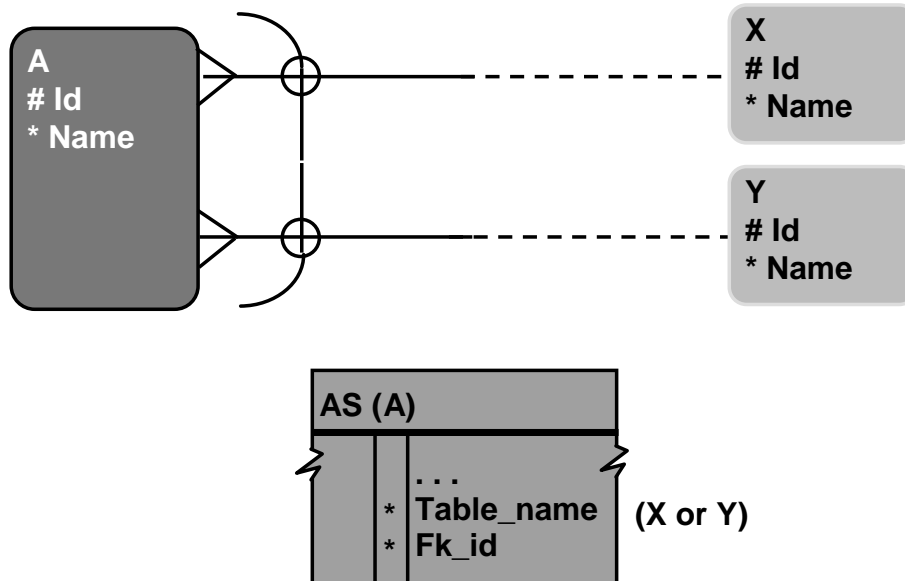 A
# Id
* Name
X
# Id
* Name
Y
# Id
* Name
AS (A)
. . .
* Table_name (X or Y)
* Fk_id